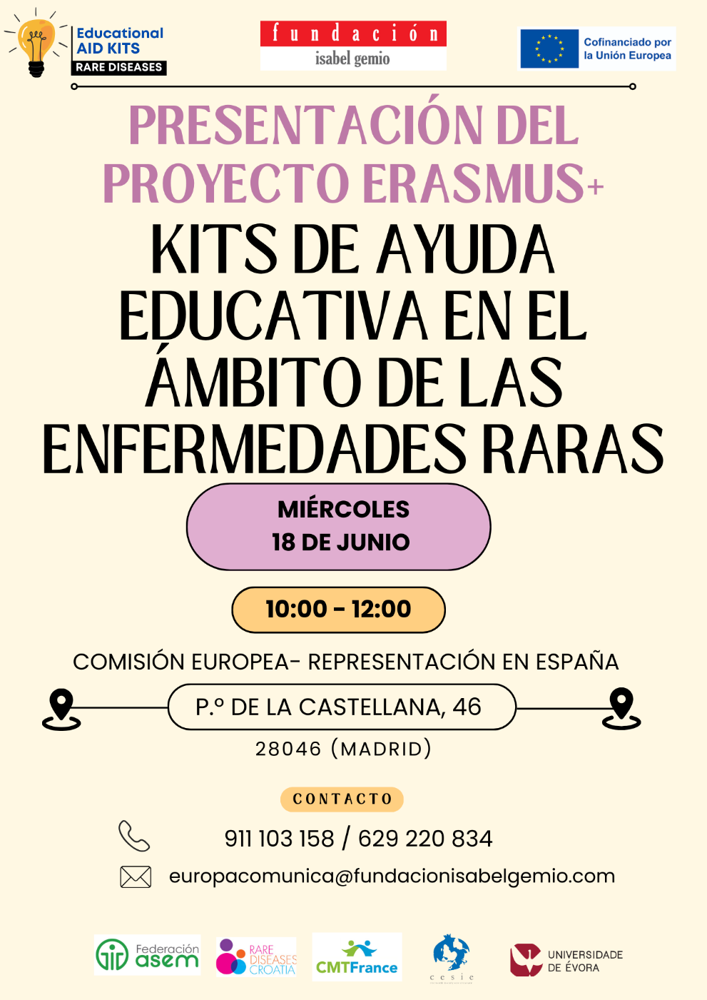 Educational
AID KITS
RARE DISEASES
fundación
isabel gemio
Cofinanciado por
la Unión Europea
PRESENTACIÓN DEL
PROYECTO ERASMUS+
KITS DE AYUDA
EDUCATIVA EN EL
ÁMBITO DE LAS
ENFERMEDADES RARAS
MIÉRCOLES
18 DE JUNIO
10:00 - 12:00
COMISIÓN EUROPEA- REPRESENTACIÓN EN ESPAÑA
P.º DE LA CASTELLANA, 46
28046 (MADRID)
CONTACTO
911 103 158 / 629 220 834
europacomunica@fundacionisabelgemio.com
Federación
asem
RARE
DISEASES
CROATIA
CMTFrance
cesie
UNIVERSIDADE
DE ÉVORA